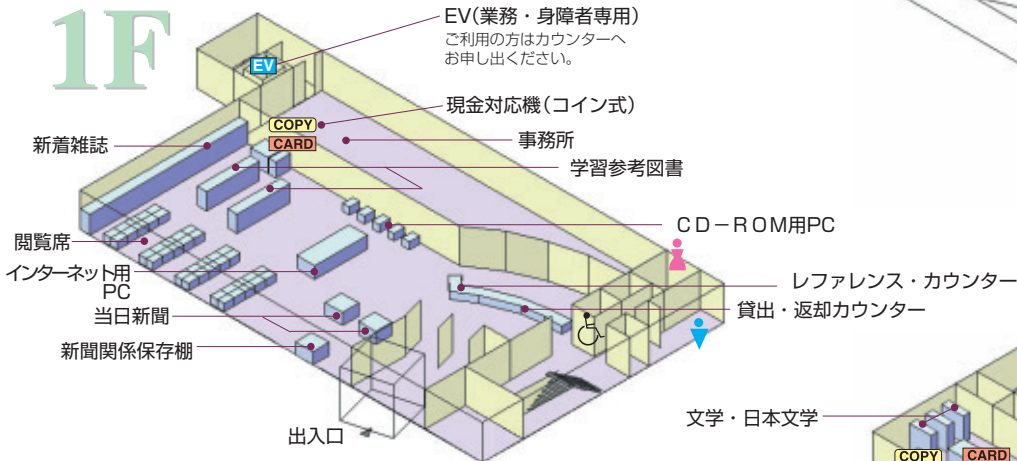 1F
EV(業務・身障者専用)
ご利用の方はカウンターへ
お申し出ください。
EV
現金対応機(コイン式)
COPY
CARD
事務所
新着雑誌
学習参考図書
CD－ROM用PC
閲覧席
インターネット用
PC
レファレンス・カウンター
貸出・返却カウンター
当日新聞
新聞関係保存棚
出入口
文学・日本文学
COPY
CARD